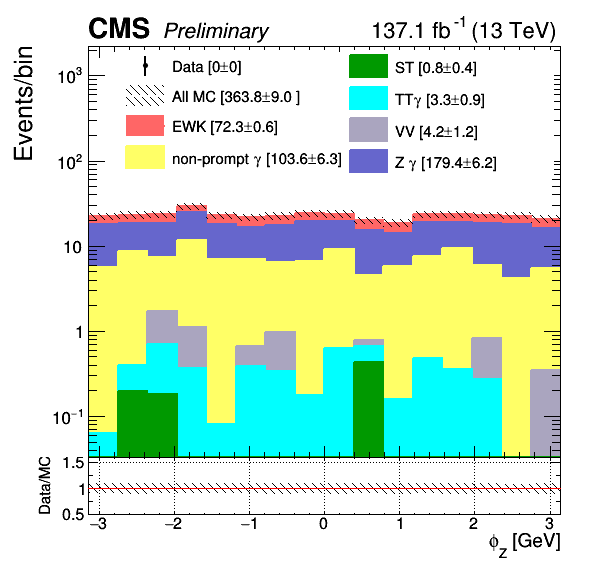 CMS Preliminary 137.1 fb⁻¹ (13 TeV)
Events/bin
Data [0±0]
All MC [363.8±9.0 ]
EWK [72.3±0.6]
non-prompt γ [103.6±6.3]
ST [0.8±0.4]
TTγ [3.3±0.9]
VV [4.2±1.2]
Z γ [179.4±6.2]
10³
10²
10
1
10⁻¹
Data/MC
1.5
1
0.5
−3 −2 −1 0 1 2 3
ϕ_Z [GeV]